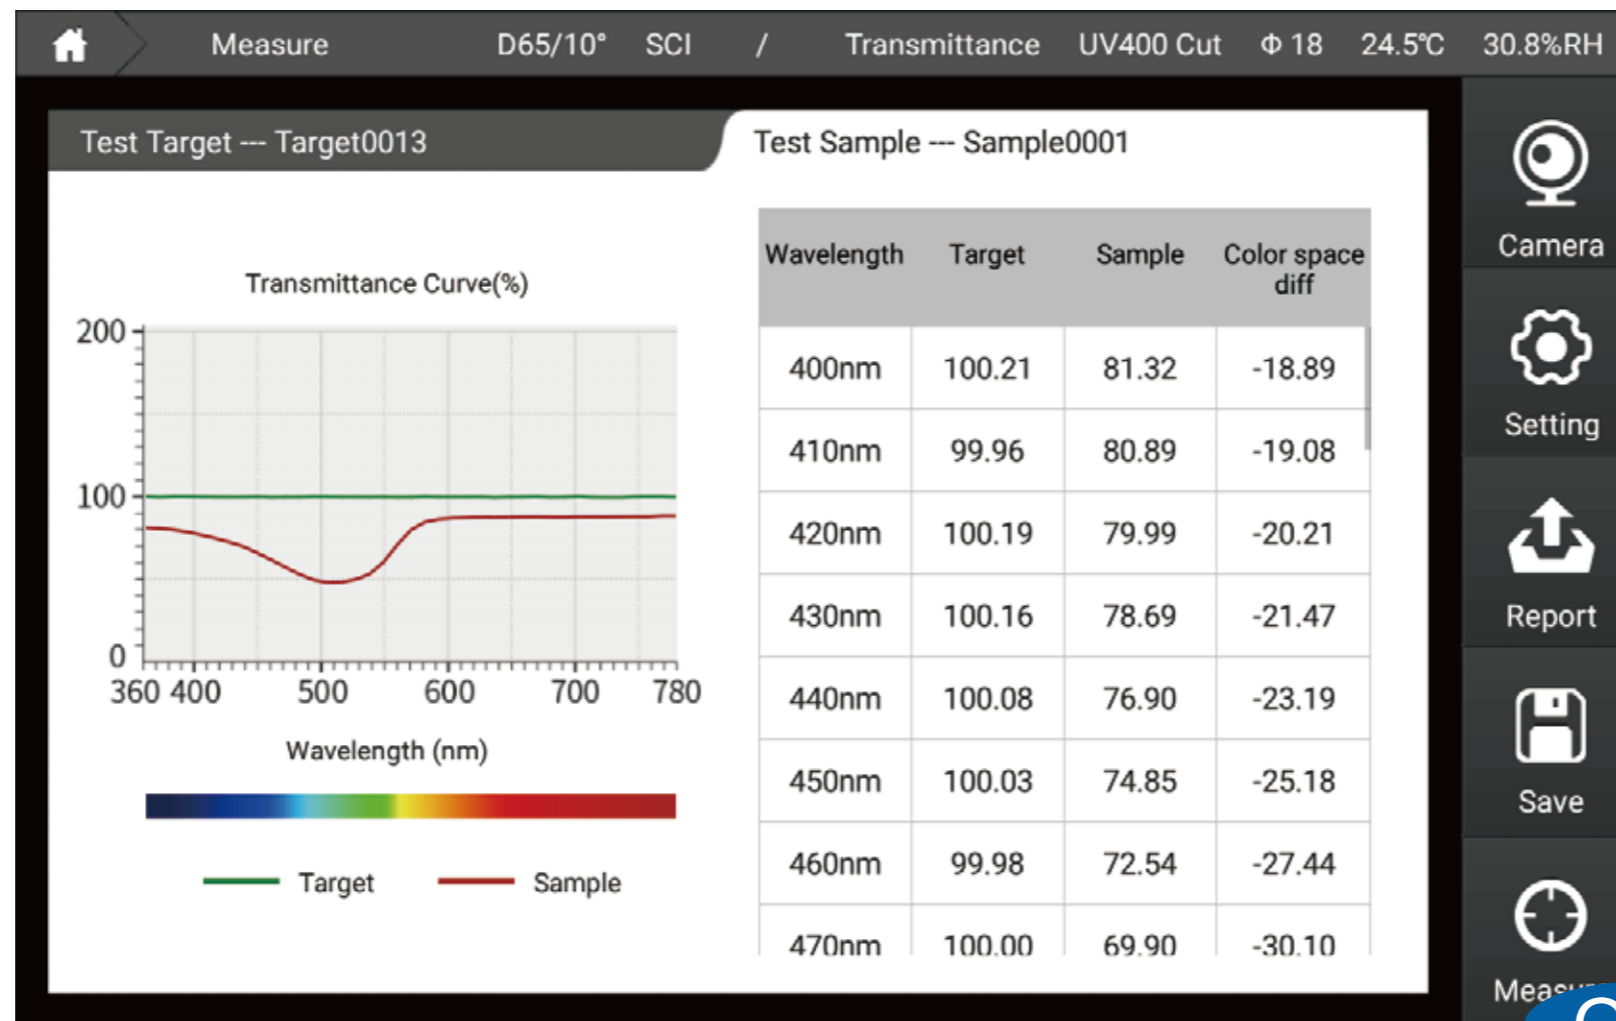 Measure D65/10° SCI / Transmittance UV400 Cut Φ 18 24.5℃ 30.8%RH
Test Target --- Target0013
Test Sample --- Sample0001
Transmittance Curve(%)
200
100
0
360 400 500 600 700 780
Wavelength (nm)
Target Sample
Wavelength Target Sample Color space diff
400nm 100.21 81.32 -18.89
410nm 99.96 80.89 -19.08
420nm 100.19 79.99 -20.21
430nm 100.16 78.69 -21.47
440nm 100.08 76.90 -23.19
450nm 100.03 74.85 -25.18
460nm 99.98 72.54 -27.44
470nm 100.00 69.90 -30.10
Camera
Setting
Report
Save
Measure